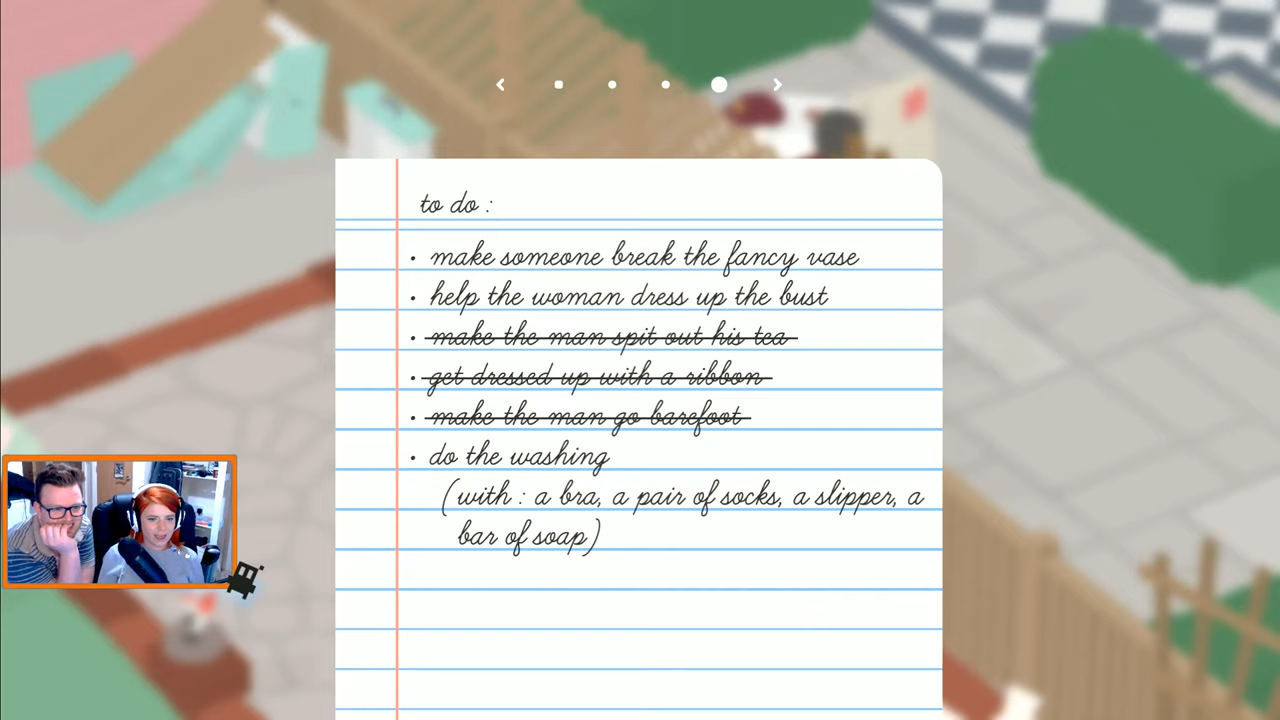 to do :
• make someone break the fancy vase
• help the woman dress up the bust
• make the man spit out his tea
• get dressed up with a ribbon
• make the man go barefoot
• do the washing
(with : a bra, a pair of socks, a slipper, a
bar of soap)